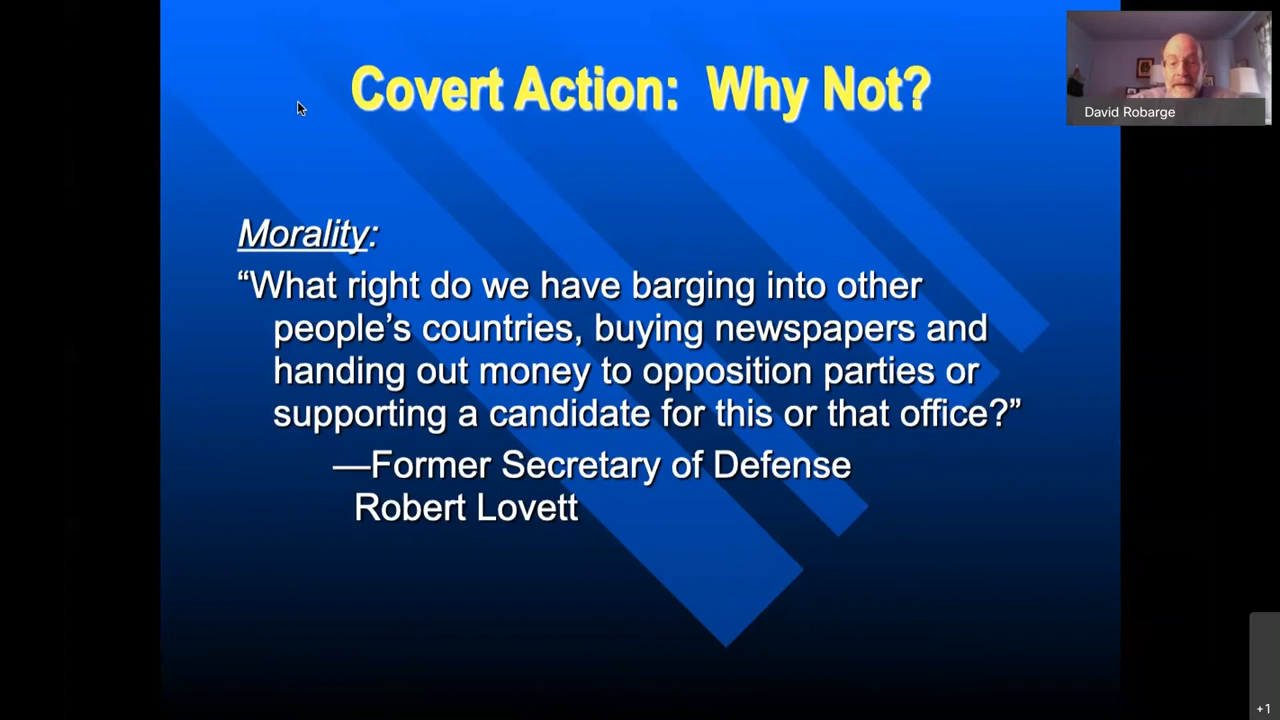 Covert Action: Why Not?
David Robarge
Morality:
“What right do we have barging into other
people’s countries, buying newspapers and
handing out money to opposition parties or
supporting a candidate for this or that office?”
—Former Secretary of Defense
Robert Lovett
+1